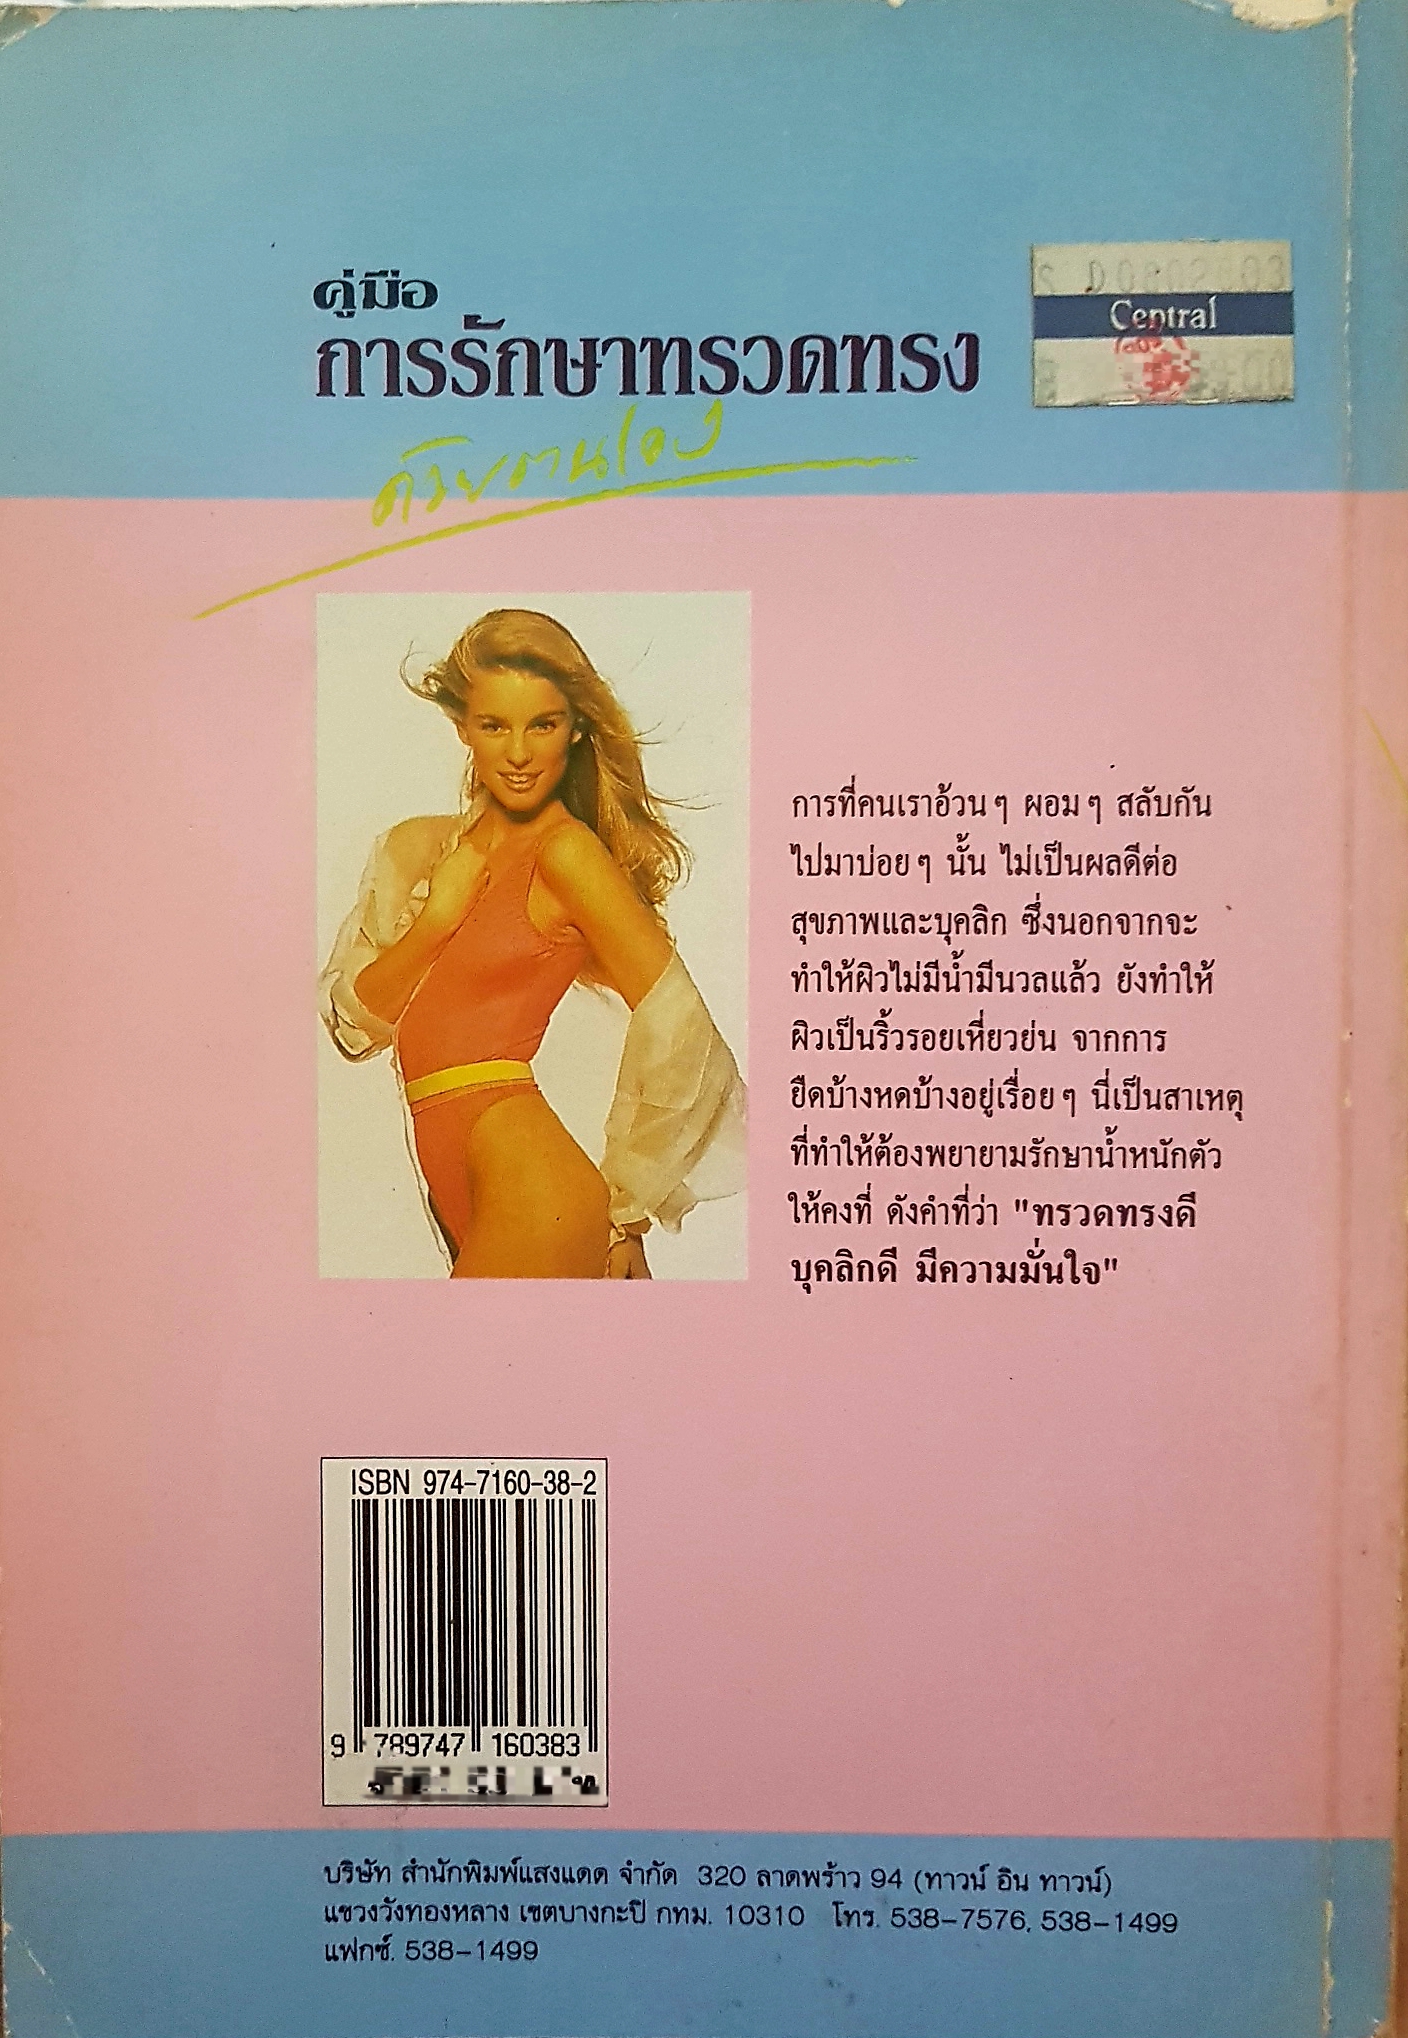 คู่มือ
การรักษาทรวดทรง
ด้วยตนเอง
Central
การที่คนเราอ้วนๆ ผอมๆ สลับกัน
ไปมาบ่อยๆ นั้น ไม่เป็นผลดีต่อ
สุขภาพและบุคลิก ซึ่งนอกจากจะ
ทำให้ผิวไม่มีน้ำมีนวลแล้ว ยังทำให้
ผิวเป็นริ้วรอยเหี่ยวย่น จากการ
ยืดบ้างหดบ้างอยู่เรื่อยๆ นี่เป็นสาเหตุ
ที่ทำให้ต้องพยายามรักษาน้ำหนักตัว
ให้คงที่ ดังคำที่ว่า "ทรวดทรงดี
บุคลิกดี มีความมั่นใจ"
ISBN 974-7160-38-2
9 789747 160383
บริษัท สำนักพิมพ์แสงแดด จำกัด 320 ลาดพร้าว 94 (ทาวน์ อิน ทาวน์)
แขวงวังทองหลาง เขตบางกะปิ กทม. 10310 โทร. 538-7576, 538-1499
แฟกซ์. 538-1499